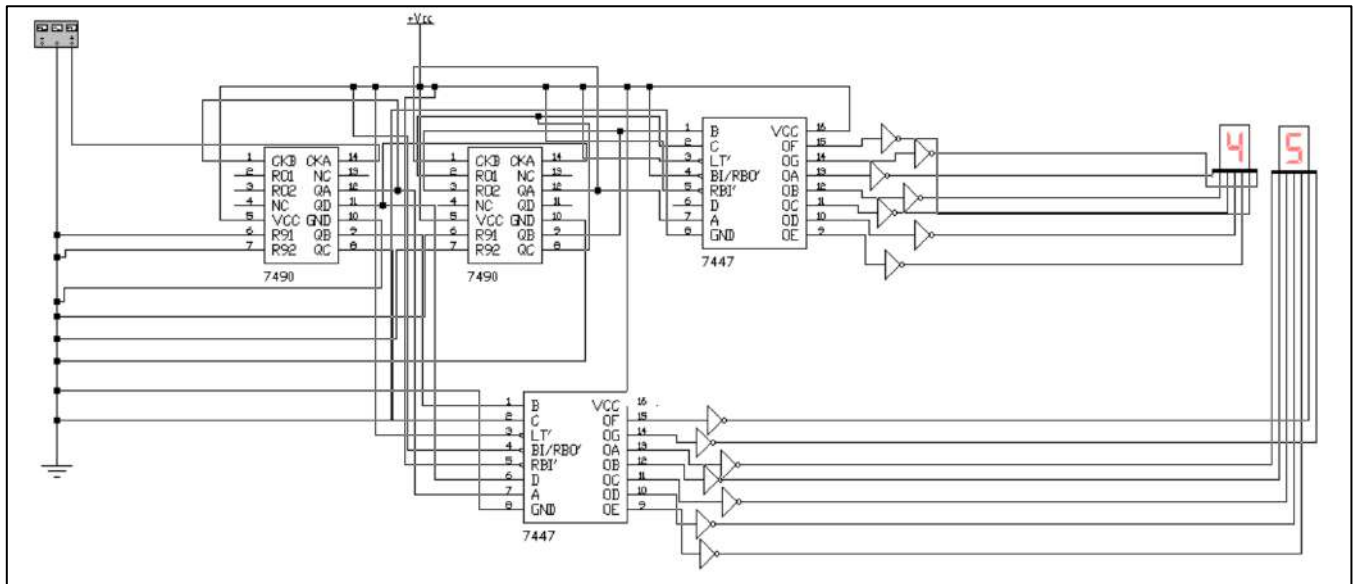 +Vcc
1 CKB CKA 14
2 R01 NC 13
3 R02 QA 12
4 NC QD 11
5 VCC GND 10
6 R91 QB 9
7 R92 QC 8
7490
1 CKB CKA 14
2 R01 NC 13
3 R02 QA 12
4 NC QD 11
5 VCC GND 10
6 R91 QB 9
7 R92 QC 8
7490
1 B VCC 16
2 C OF 15
3 LT' OG 14
4 BI/RBO' OA 13
5 RBI' OB 12
6 D OC 11
7 A OD 10
8 GND OE 9
7447
4
5
1 B VCC 16
2 C OF 15
3 LT' OG 14
4 BI/RBO' OA 13
5 RBI' OB 12
6 D OC 11
7 A OD 10
8 GND OE 9
7447